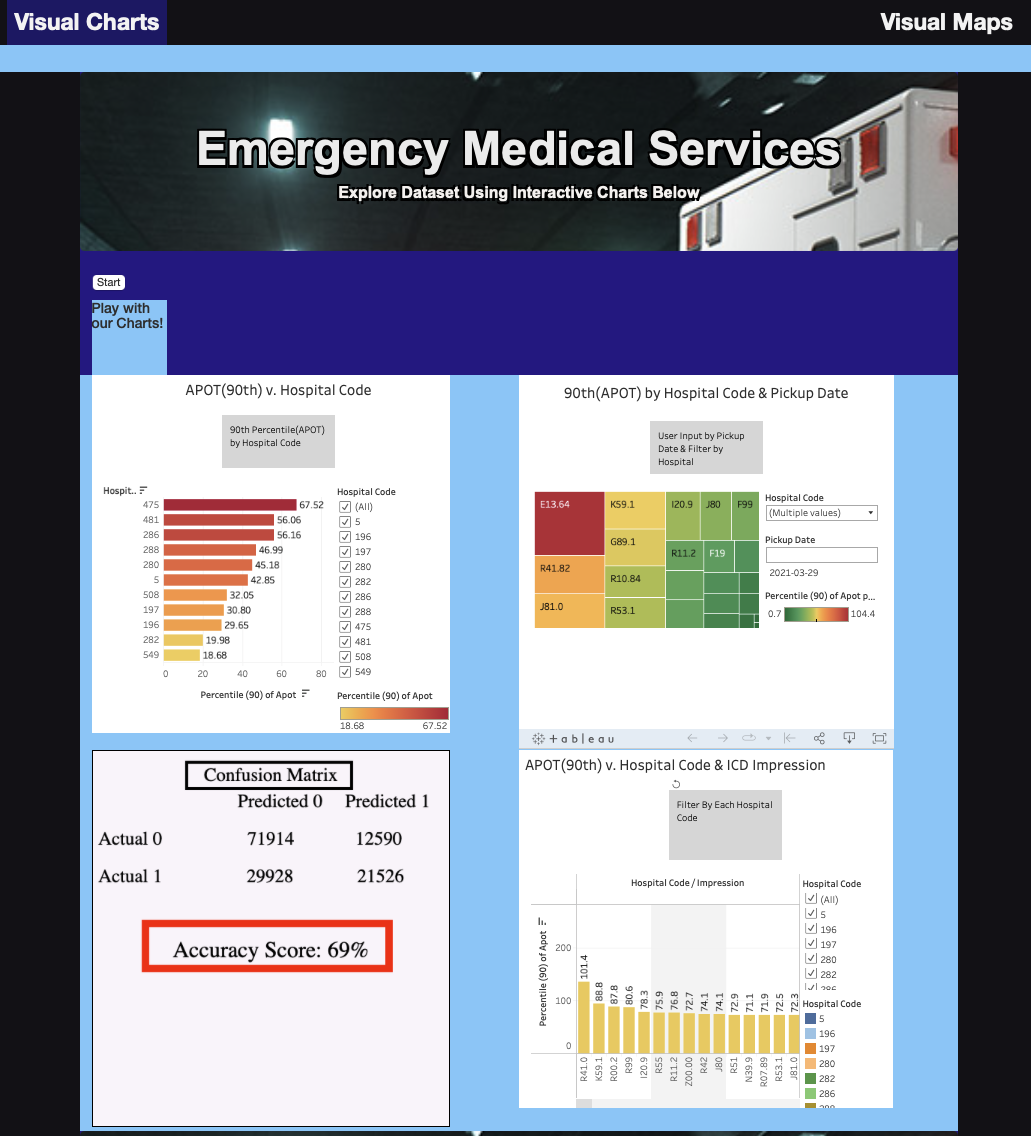 Visual Charts
Visual Maps
Emergency Medical Services
Explore Dataset Using Interactive Charts Below
Start
Play with
our Charts!
APOT(90th) v. Hospital Code
90th Percentile(APOT)
by Hospital Code
Hospit..
475 67.52
481 56.06
286 56.16
288 46.99
280 45.18
5 42.85
508 32.05
197 30.80
196 29.65
282 19.98
549 18.68
0 20 40 60 80
Percentile (90) of Apot
Hospital Code
(All)
5
196
197
280
282
286
288
475
481
508
549
Percentile (90) of Apot
18.68 67.52
90th(APOT) by Hospital Code & Pickup Date
User Input by Pickup
Date & Filter by
Hospital
E13.64
R41.82
J81.0
K59.1
G89.1
R10.84
R53.1
I20.9
J80
F99
R11.2
F19
Hospital Code
(Multiple values)
Pickup Date
2021-03-29
Percentile (90) of Apot p...
0.7 104.4
+ableau
Confusion Matrix
Predicted 0 Predicted 1
Actual 0 71914 12590
Actual 1 29928 21526
Accuracy Score: 69%
APOT(90th) v. Hospital Code & ICD Impression
Filter By Each Hospital
Code
Hospital Code / Impression
Percentile (90) of Apot
200
100
0
101.4 88.8 87.8 80.6 78.3 75.9 76.8 72.7 74.1 74.1 72.9 71.1 71.9 72.5 72.3
R41.0 K59.1 R00.2 R99 I20.9 R55 R11.2 Z00.00 R42 J80 R51 N39.9 R07.89 R53.1 J81.0
Hospital Code
(All)
5
196
197
280
282
286
Hospital Code
5
196
197
280
282
286
288